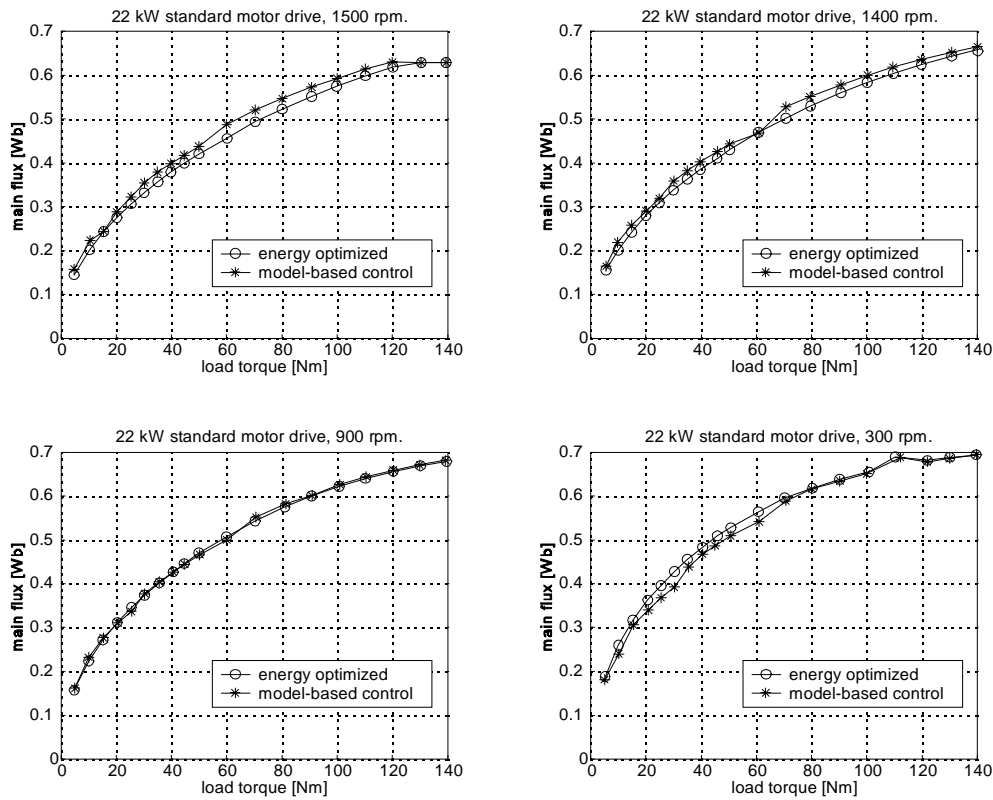 22 kW standard motor drive, 1500 rpm.
0.7
0.6
0.5
0.4
0.3
0.2
0.1
0
main flux [Wb]
energy optimized
model-based control
0 20 40 60 80 100 120 140
load torque [Nm]
22 kW standard motor drive, 1400 rpm.
0.7
0.6
0.5
0.4
0.3
0.2
0.1
0
main flux [Wb]
energy optimized
model-based control
0 20 40 60 80 100 120 140
load torque [Nm]
22 kW standard motor drive, 900 rpm.
0.7
0.6
0.5
0.4
0.3
0.2
0.1
0
main flux [Wb]
energy optimized
model-based control
0 20 40 60 80 100 120 140
load torque [Nm]
22 kW standard motor drive, 300 rpm.
0.7
0.6
0.5
0.4
0.3
0.2
0.1
0
main flux [Wb]
energy optimized
model-based control
0 20 40 60 80 100 120 140
load torque [Nm]